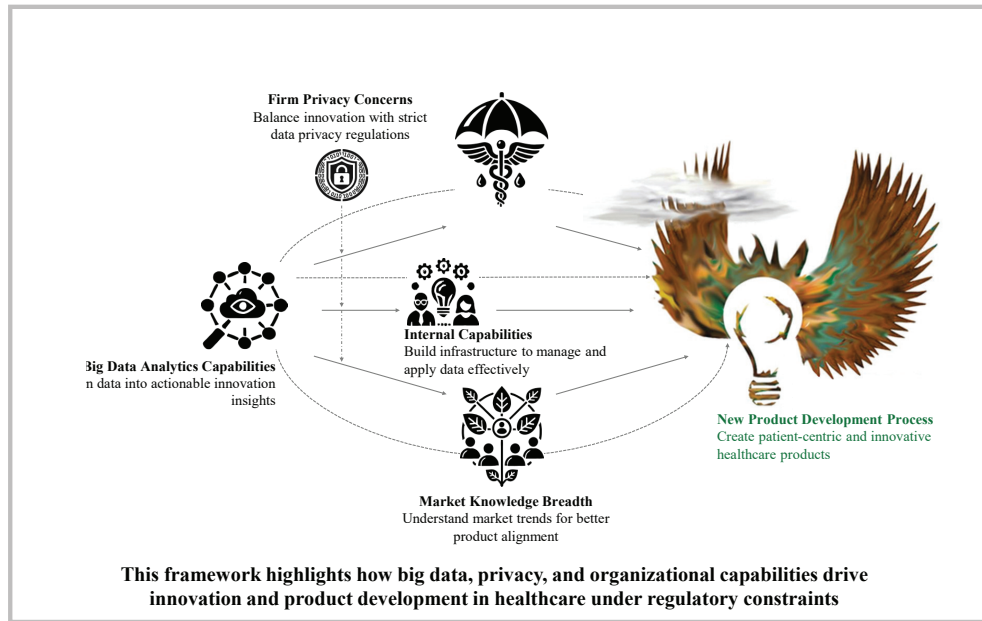 Firm Privacy Concerns
Balance innovation with strict
data privacy regulations
Big Data Analytics Capabilities
n data into actionable innovation
insights
Internal Capabilities
Build infrastructure to manage and
apply data effectively
Market Knowledge Breadth
Understand market trends for better
product alignment
New Product Development Process
Create patient-centric and innovative
healthcare products
This framework highlights how big data, privacy, and organizational capabilities drive
innovation and product development in healthcare under regulatory constraints